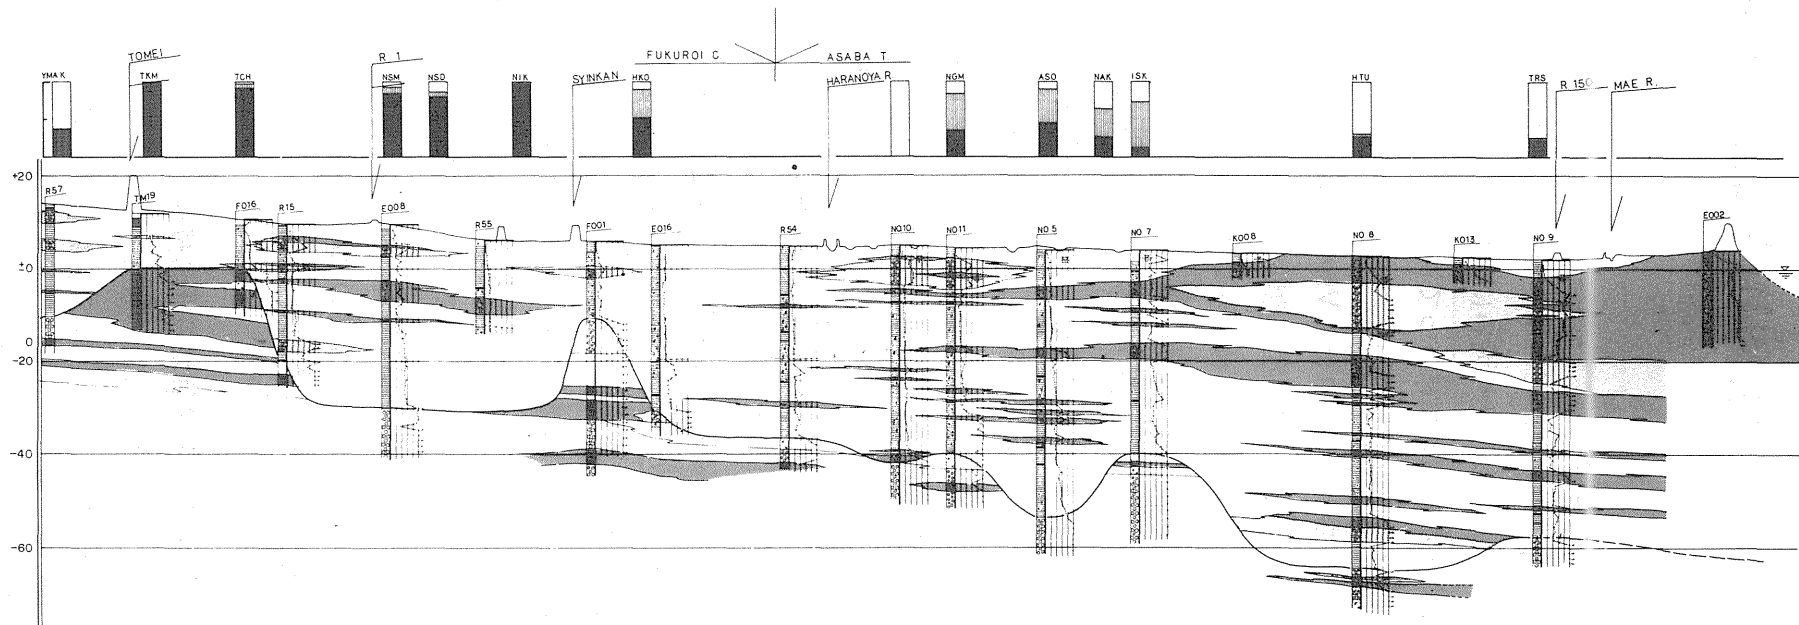 FUKUROI C. ASABA T
TOMEI R 1 SYINKAN HARANOYA R. R 150 MAE R.
YMAK TKM TCH NSM NSD NIK HKO NGM ASO NAK ISK HTU TRS
+20
R57 TM19 F016 R15 E008 R55 F001 E016 R54 NO10 NO11 NO 5 NO 7 K008 NO 8 K013 NO 9 E002
±0
0
-20
-40
-60